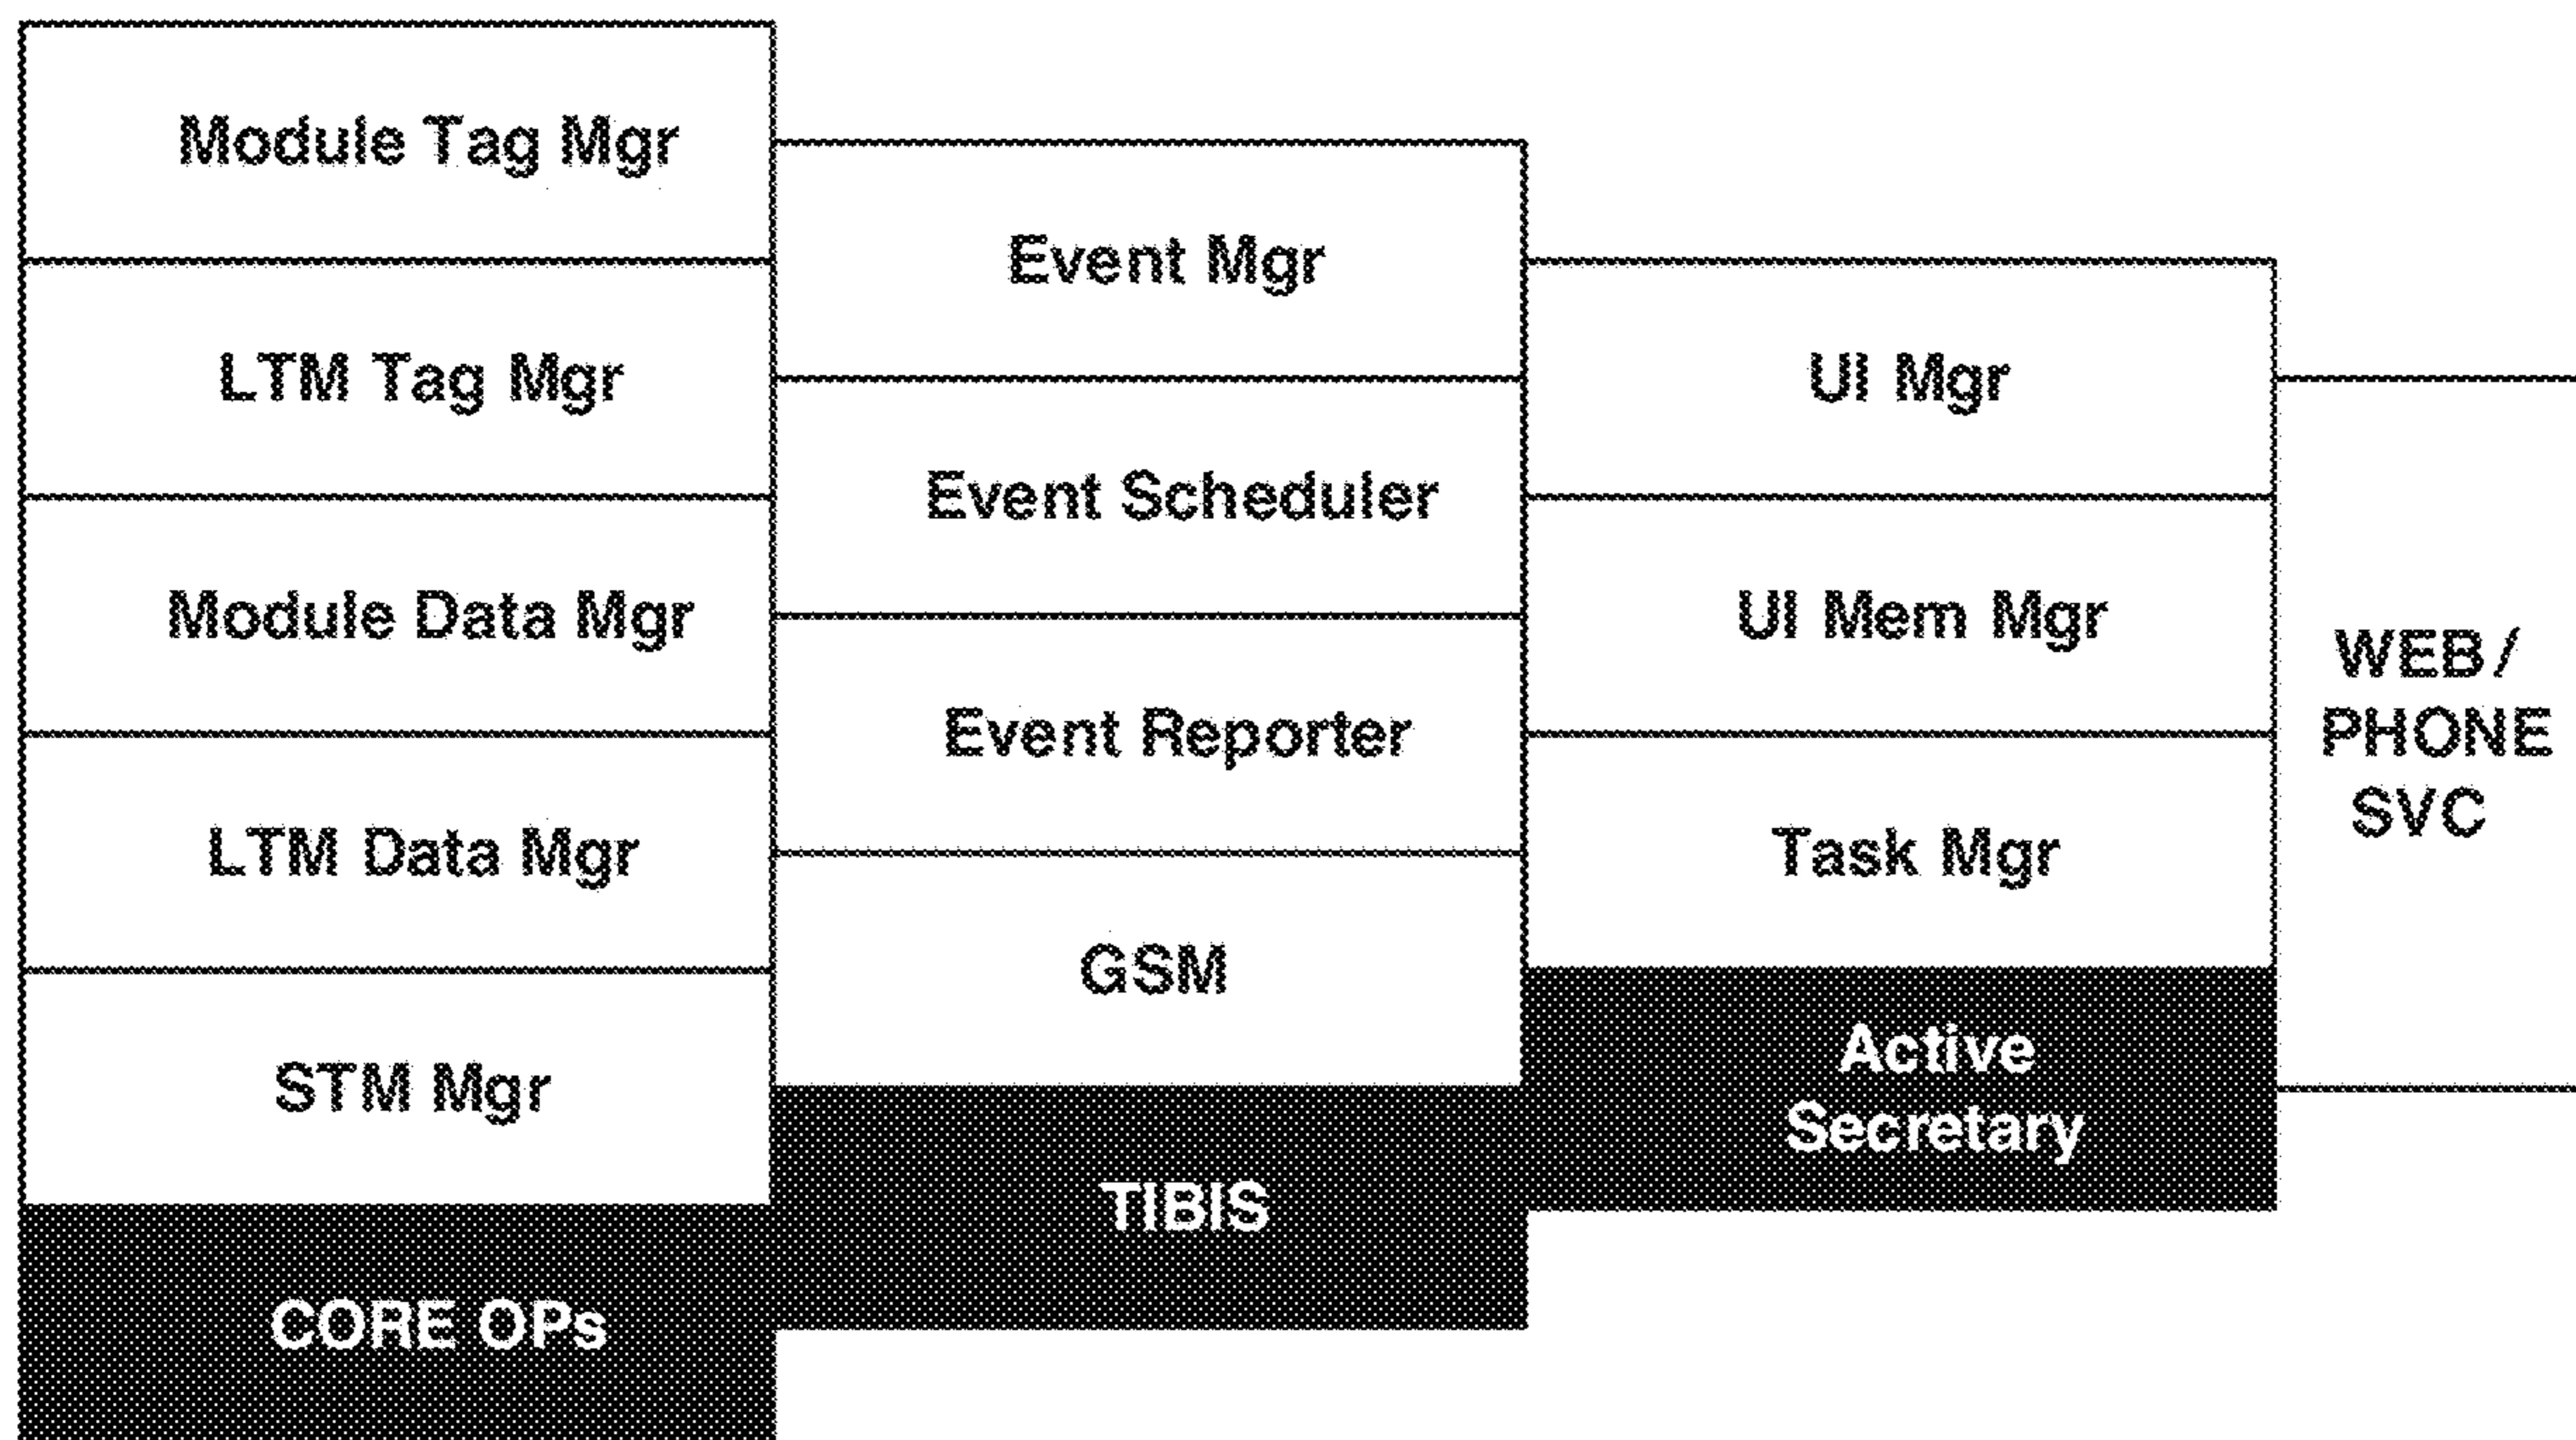 Module Tag Mgr
LTM Tag Mgr
Module Data Mgr
LTM Data Mgr
STM Mgr
CORE OPs
Event Mgr
Event Scheduler
Event Reporter
GSM
TIBIS
UI Mgr
UI Mem Mgr
Task Mgr
Active
Secretary
WEB/
PHONE
SVC